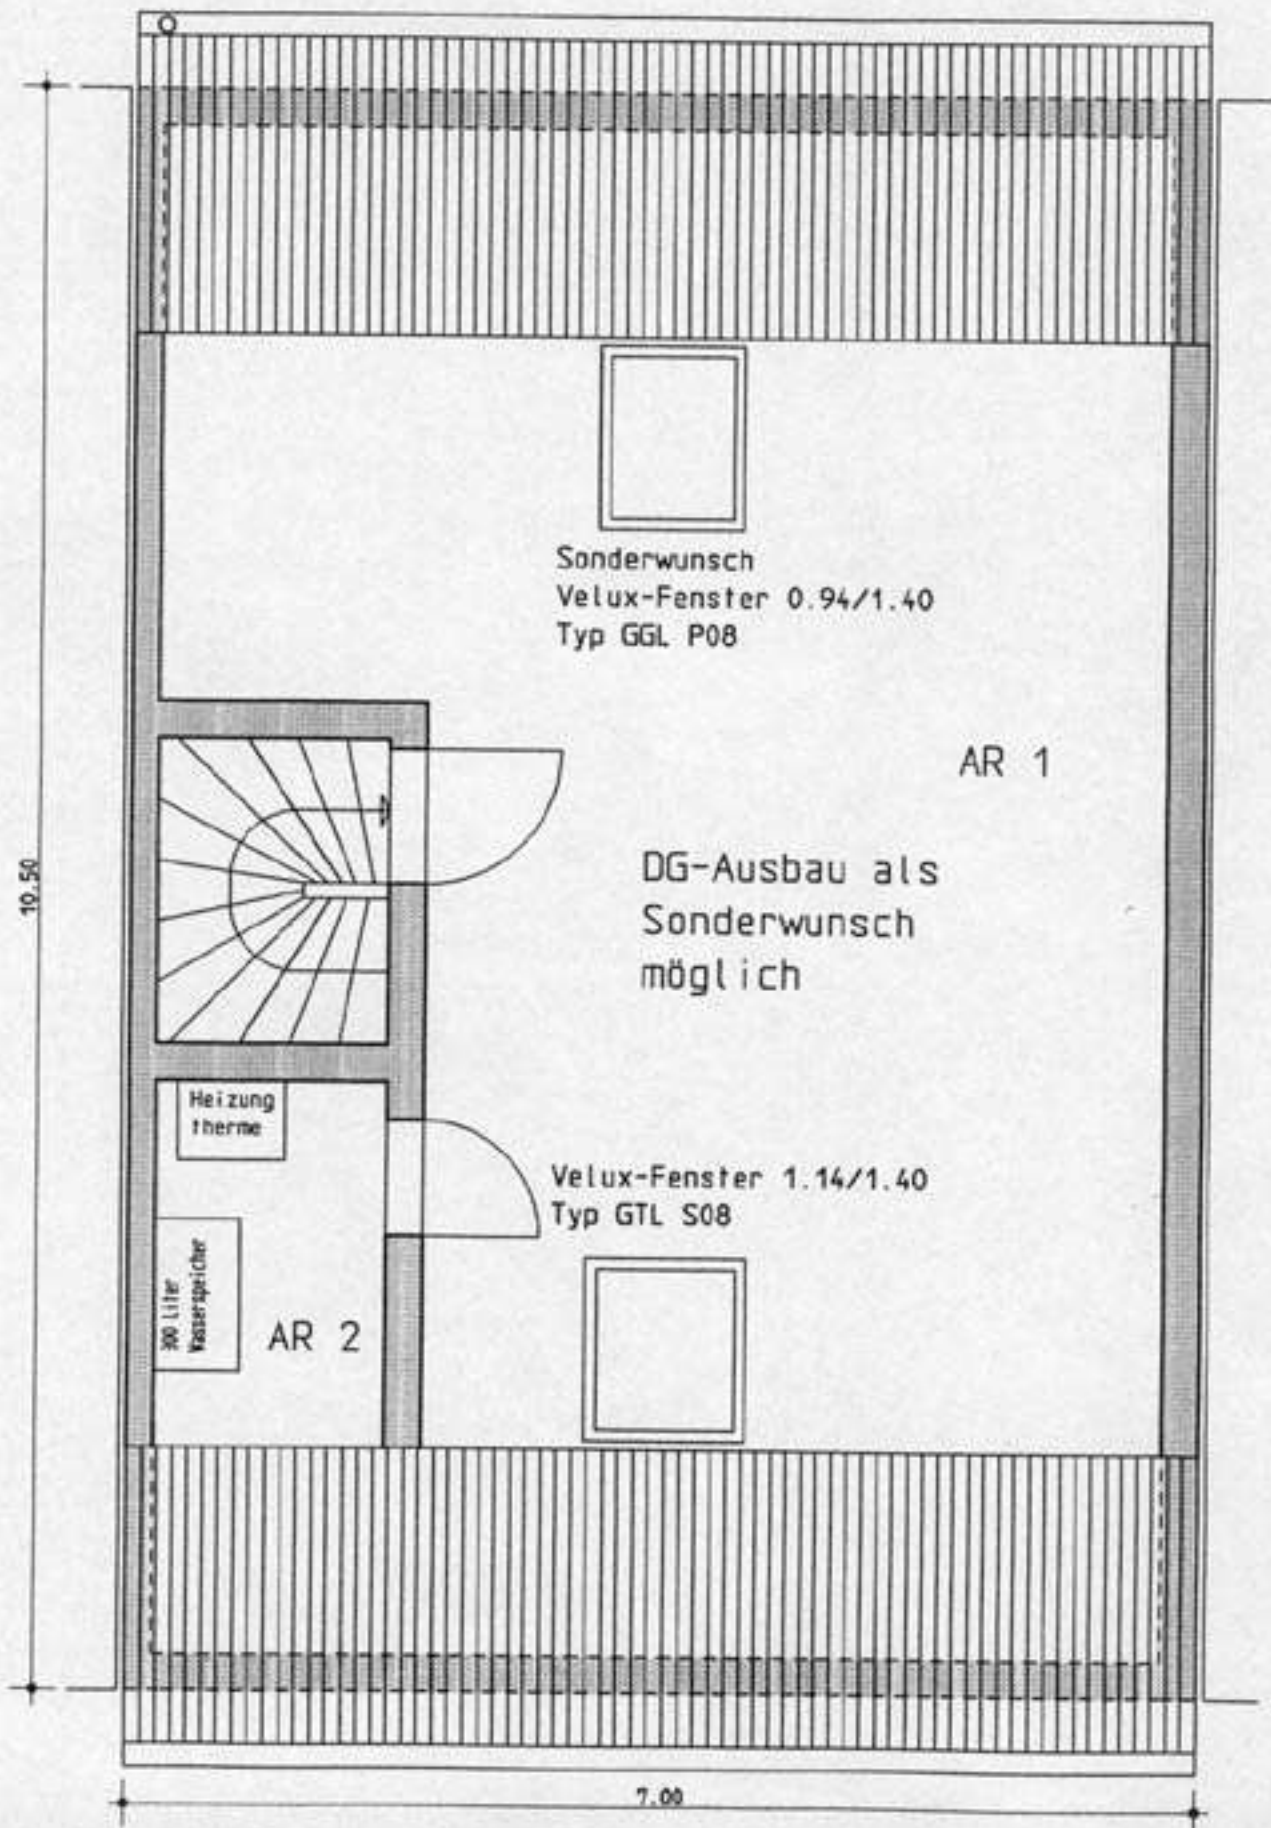 Sonderwunsch
Velux-Fenster 0.94/1.40
Typ GGL P08
AR 1
DG-Ausbau als
Sonderwunsch
möglich
10.50
Heizung
therme
Velux-Fenster 1.14/1.40
Typ GTL S08
300 Liter
Wasserspeicher
AR 2
7.00